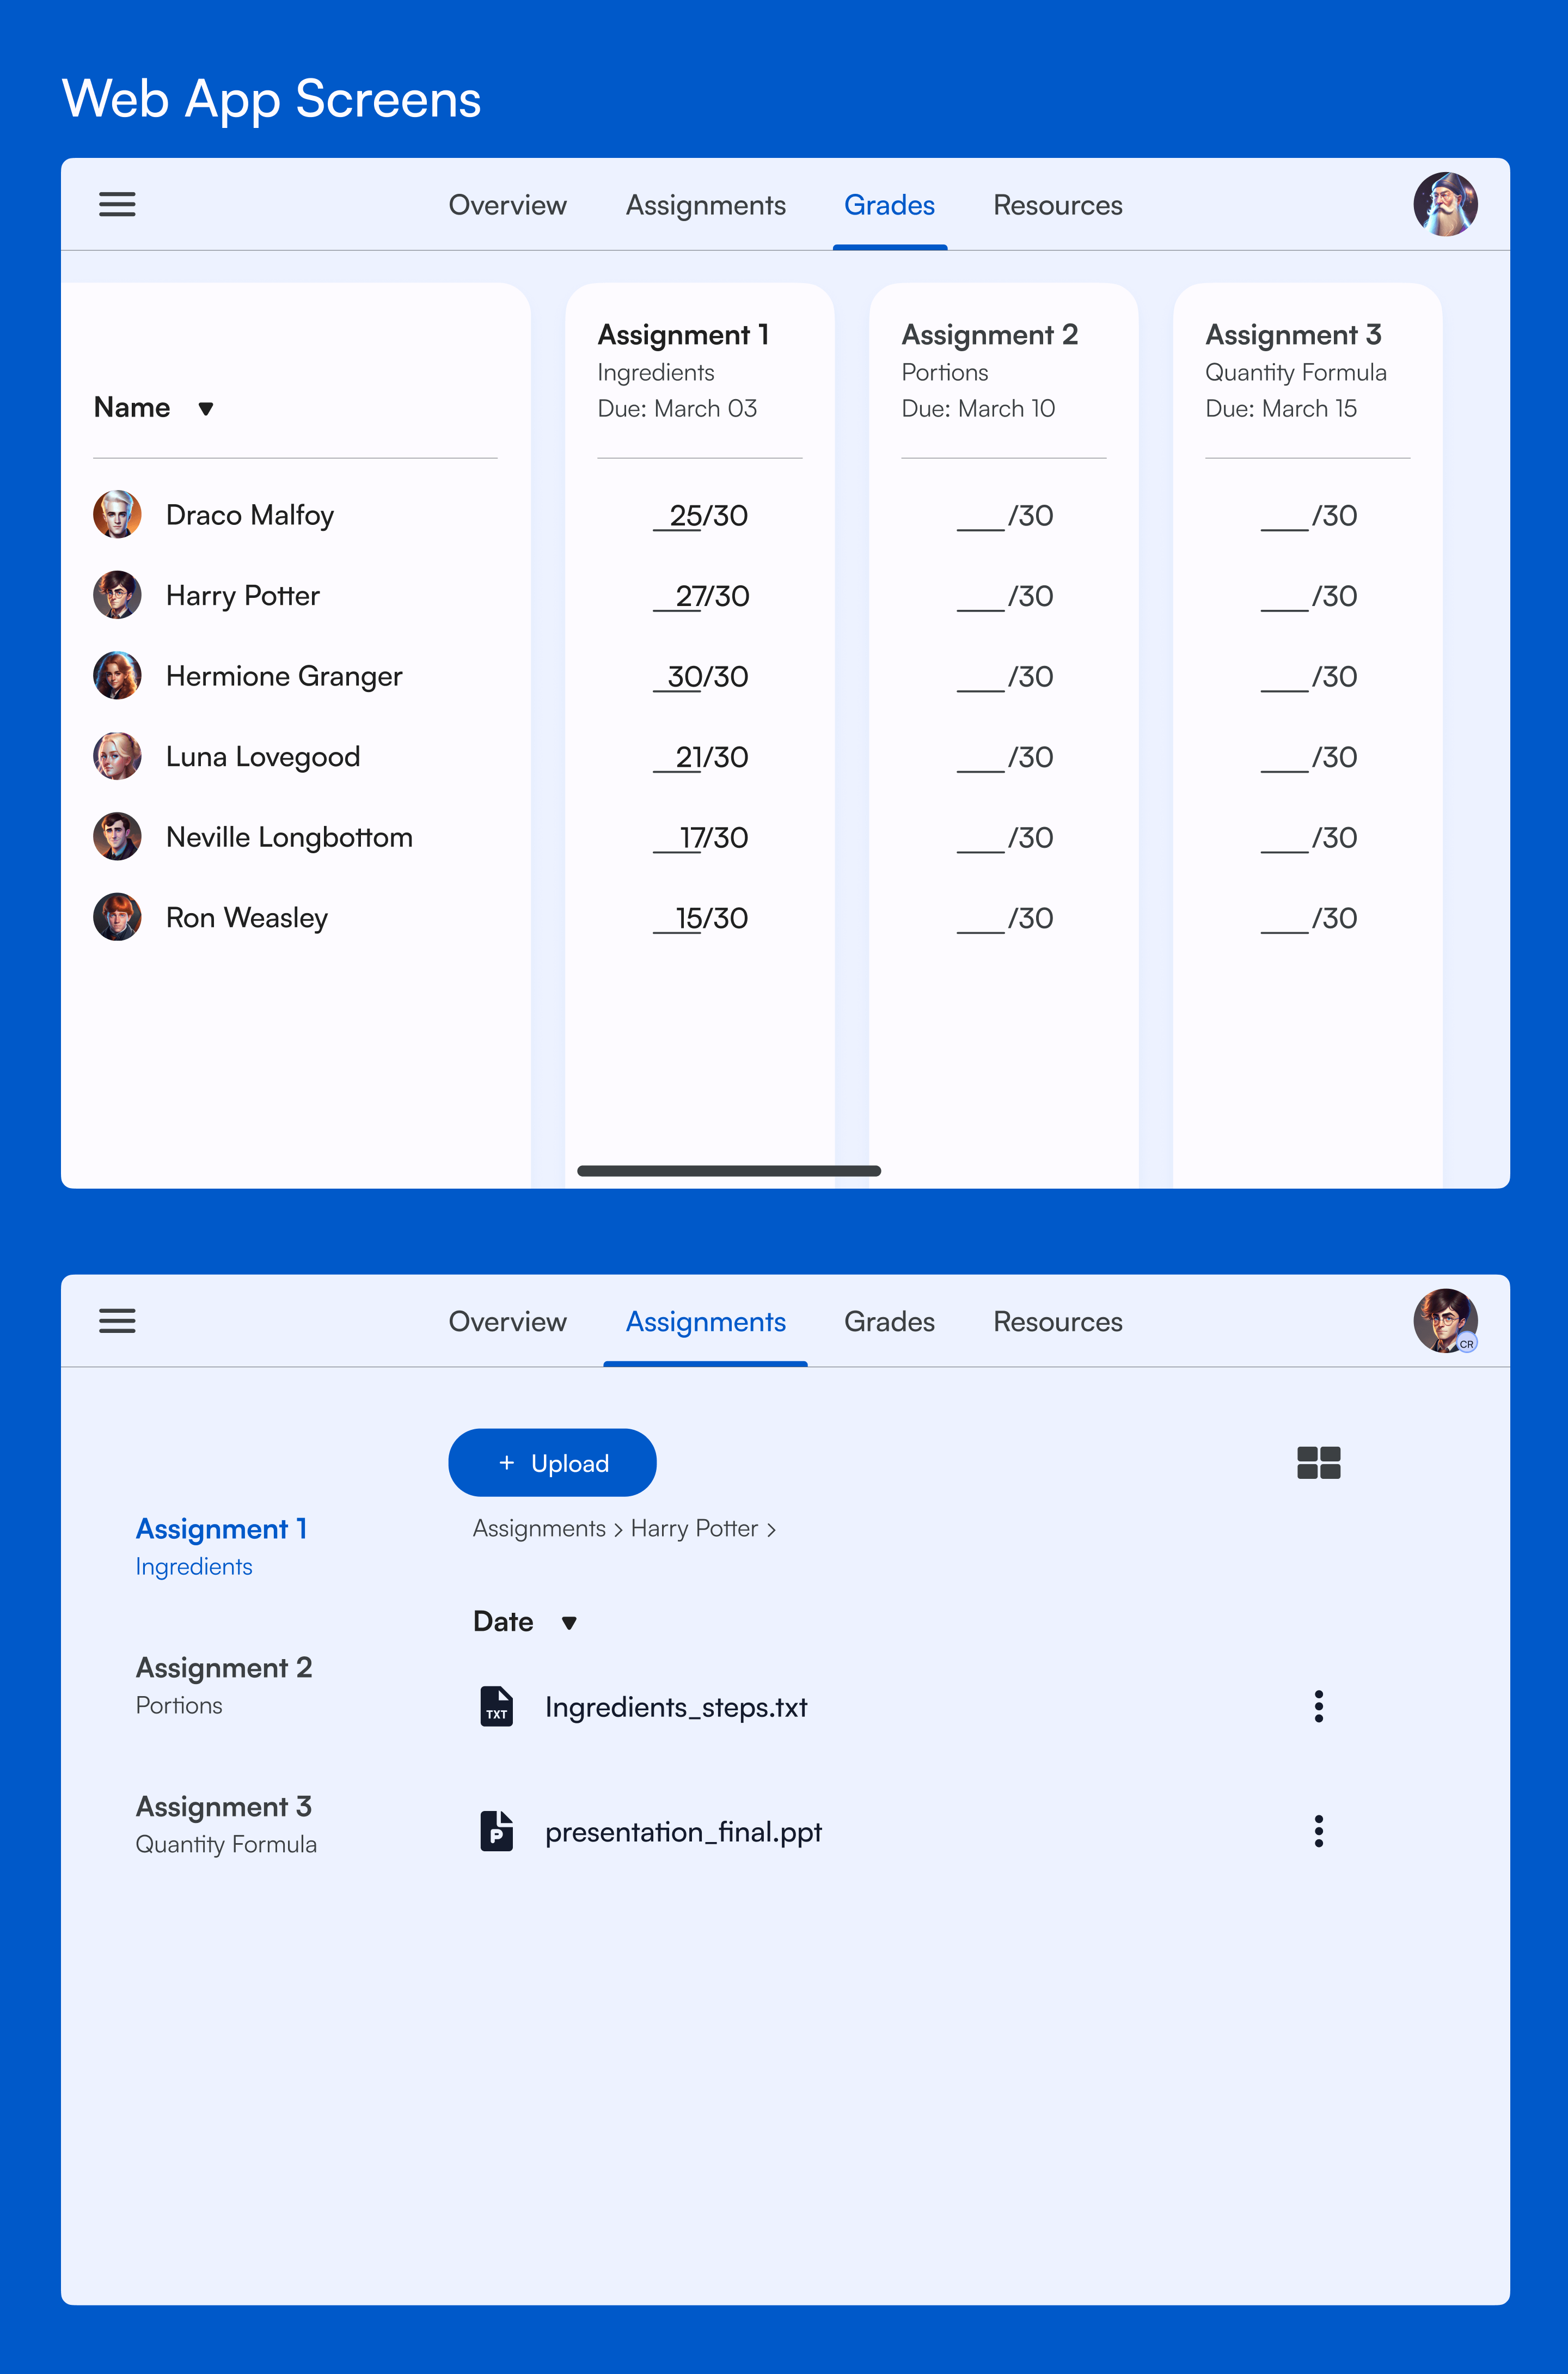 Web App Screens
Overview Assignments Grades Resources
Name
Assignment 1
Ingredients
Due: March 03
Assignment 2
Portions
Due: March 10
Assignment 3
Quantity Formula
Due: March 15
Draco Malfoy 25/30 ___/30 ___/30
Harry Potter 27/30 ___/30 ___/30
Hermione Granger 30/30 ___/30 ___/30
Luna Lovegood 21/30 ___/30 ___/30
Neville Longbottom 17/30 ___/30 ___/30
Ron Weasley 15/30 ___/30 ___/30
Overview Assignments Grades Resources
CR
+ Upload
Assignment 1
Ingredients
Assignment 2
Portions
Assignment 3
Quantity Formula
Assignments > Harry Potter >
Date
TXT Ingredients_steps.txt
P presentation_final.ppt